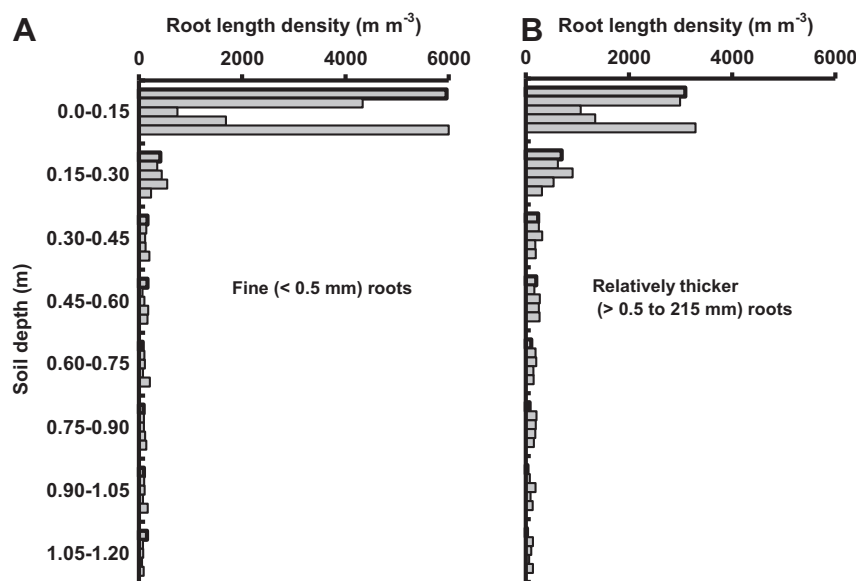 A
Root length density (m m⁻³)
0 2000 4000 6000
B
Root length density (m m⁻³)
0 2000 4000 6000
Soil depth (m)
0.0-0.15
0.15-0.30
0.30-0.45
0.45-0.60
0.60-0.75
0.75-0.90
0.90-1.05
1.05-1.20
Fine (< 0.5 mm) roots
Relatively thicker
(> 0.5 to 215 mm) roots